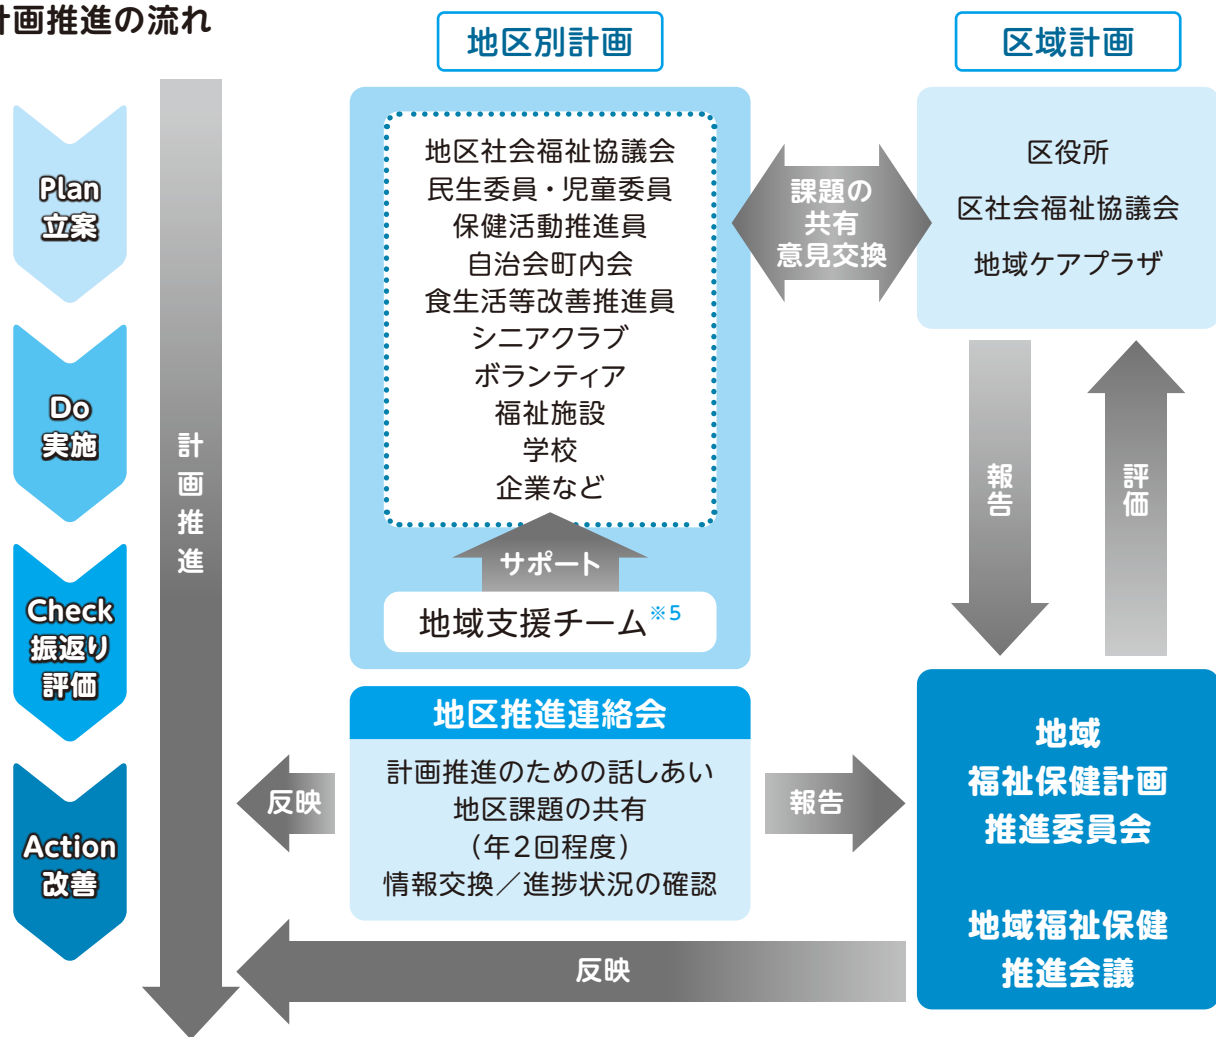 計画推進の流れ
地区別計画
区域計画
Plan
立案
Do
実施
Check
振返り
評価
Action
改善
計画推進
地区社会福祉協議会
民生委員・児童委員
保健活動推進員
自治会町内会
食生活等改善推進員
シニアクラブ
ボランティア
福祉施設
学校
企業など
サポート
地域支援チーム※5
課題の
共有
意見交換
区役所
区社会福祉協議会
地域ケアプラザ
報告
評価
地区推進連絡会
計画推進のための話しあい
地区課題の共有
(年2回程度)
情報交換／進捗状況の確認
反映
報告
地域
福祉保健計画
推進委員会
地域福祉保健
推進会議
反映